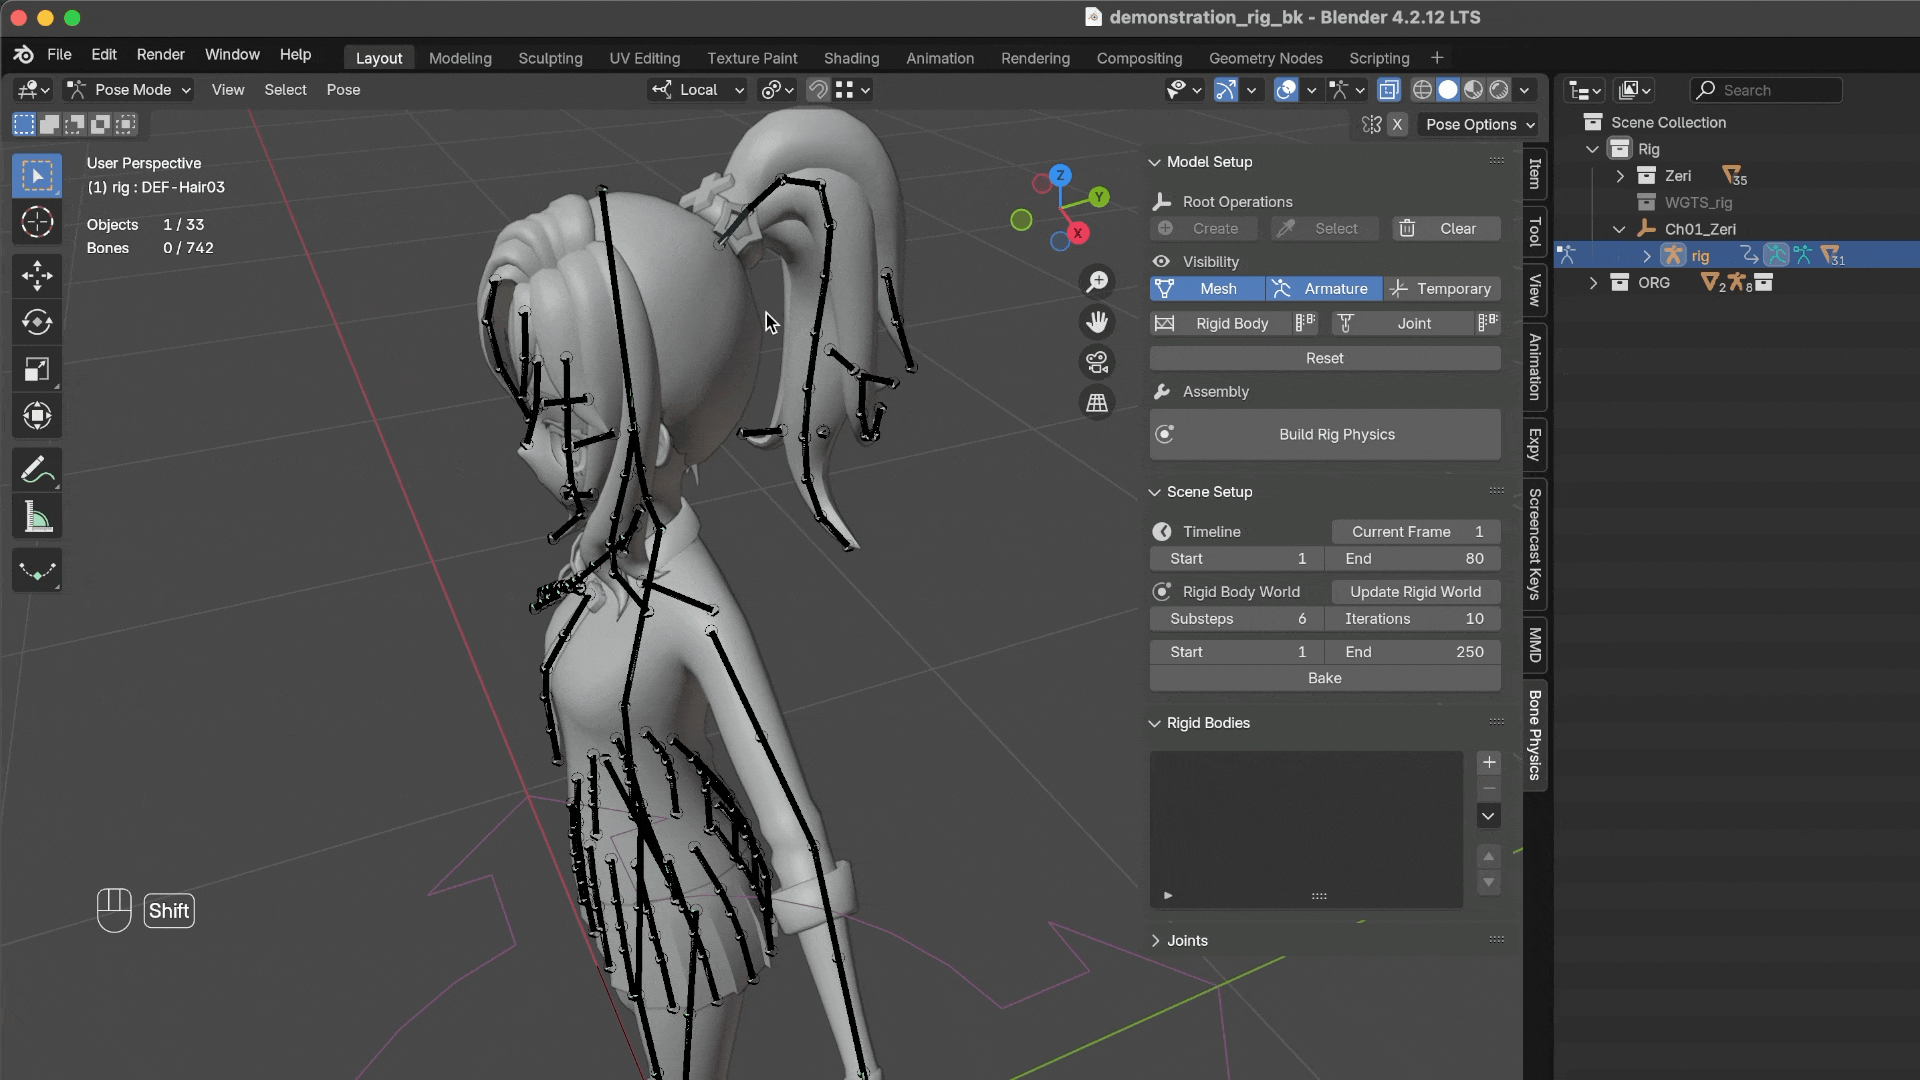 demonstration_rig_bk - Blender 4.2.12 LTS
File Edit Render Window Help
Layout Modeling Sculpting UV Editing Texture Paint Shading Animation Rendering Compositing Geometry Nodes Scripting +
Pose Mode View Select Pose
Local
Search
X
Pose Options
User Perspective
(1) rig : DEF-Hair03
Objects 1 / 33
Bones 0 / 742
Z
Y
X
Model Setup
Root Operations
Create Select Clear
Visibility
Mesh Armature Temporary
Rigid Body Joint
Reset
Assembly
Build Rig Physics
Scene Setup
Timeline Current Frame 1
Start 1 End 80
Rigid Body World Update Rigid World
Substeps 6 Iterations 10
Start 1 End 250
Bake
Rigid Bodies
Joints
Item
Tool
View
Animation
Expy
Screencast Keys
MMD
Bone Physics
Scene Collection
Rig
Zeri 35
WGTS_rig
Ch01_Zeri
rig 31
ORG 2 8
Shift